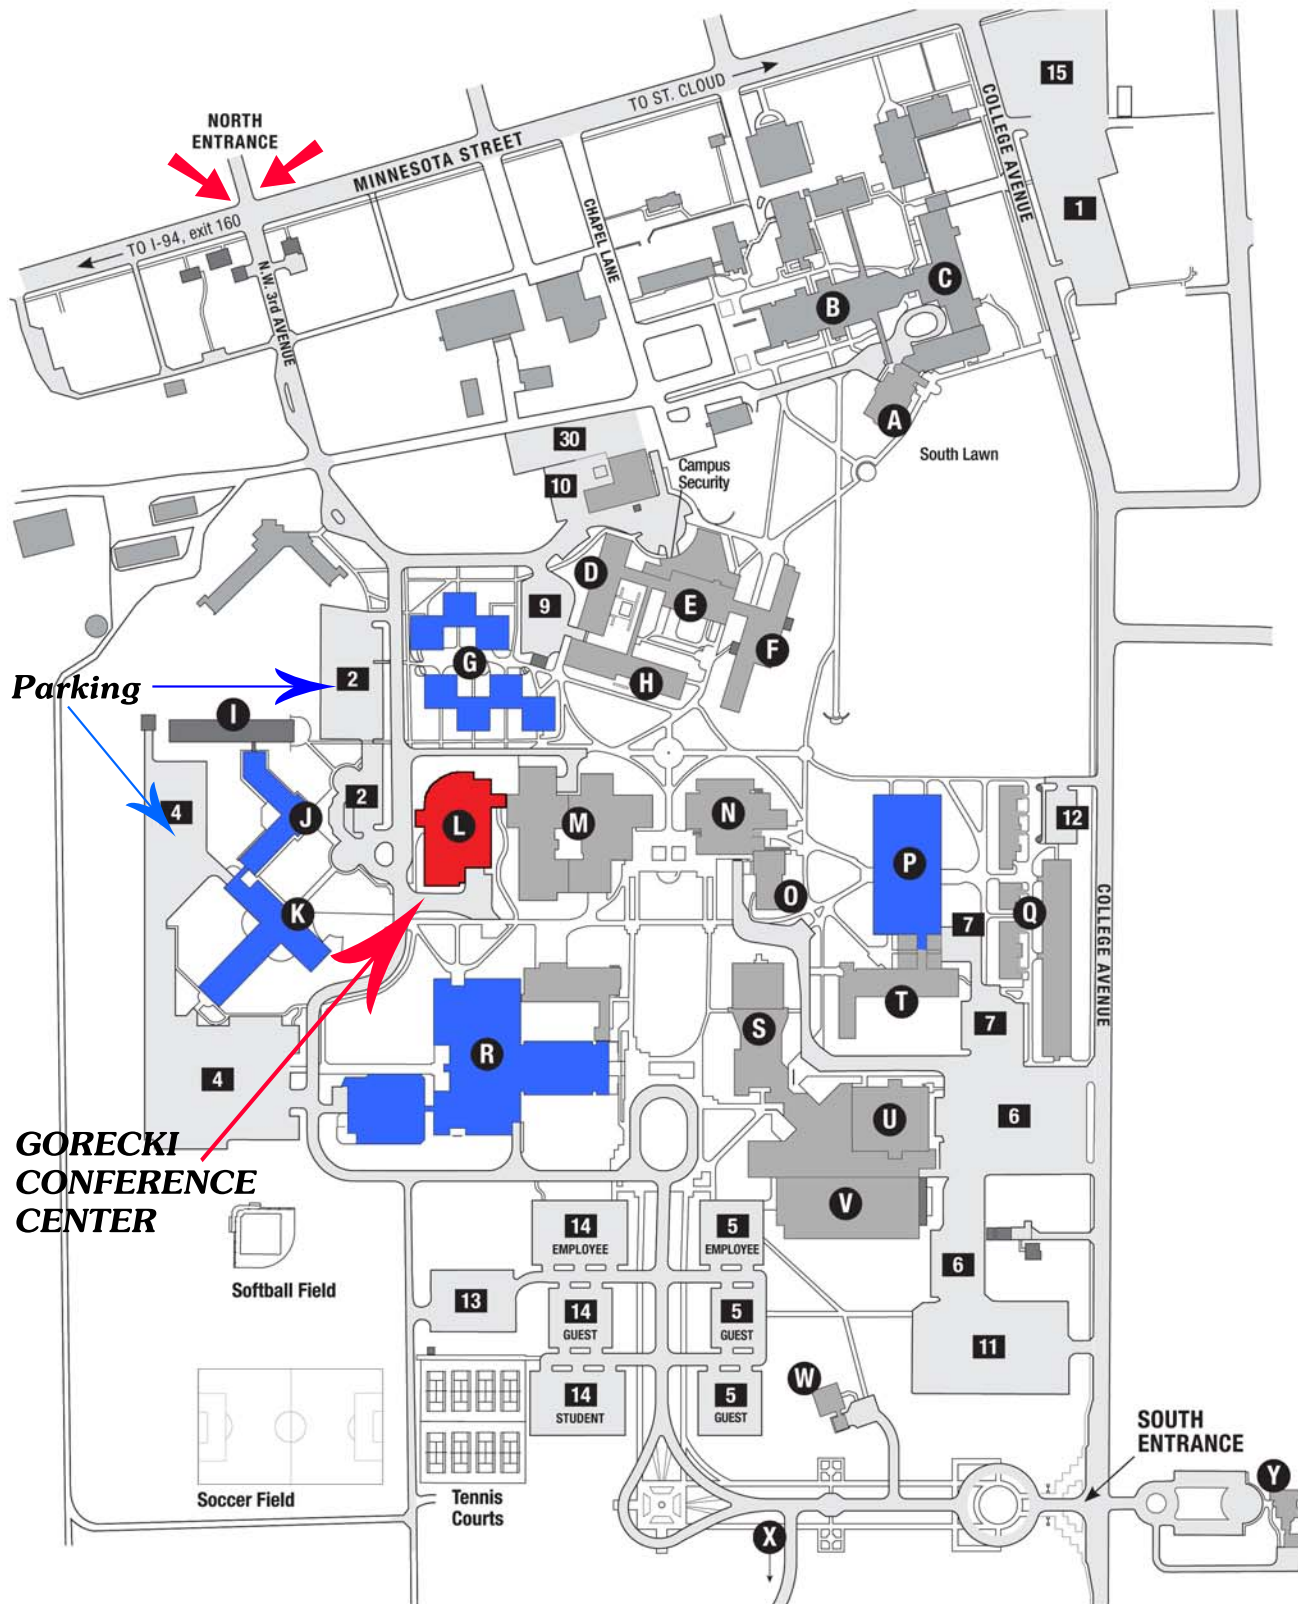 15
TO ST. CLOUD
COLLEGE AVENUE
NORTH
ENTRANCE
MINNESOTA STREET
1
CHAPEL LANE
TO I-94, exit 160
N.W. 3rd AVENUE
C
B
A
South Lawn
30
Campus
Security
10
D
E
9
F
G
H
2
Parking
I
2
4
J
L
M
N
12
P
O
K
Q
7
COLLEGE AVENUE
T
7
S
R
4
U
6
GORECKI
CONFERENCE
CENTER
V
14
EMPLOYEE
5
EMPLOYEE
6
Softball Field
13
14
GUEST
5
GUEST
11
W
14
STUDENT
5
GUEST
SOUTH
ENTRANCE
Y
Soccer Field
Tennis
Courts
X